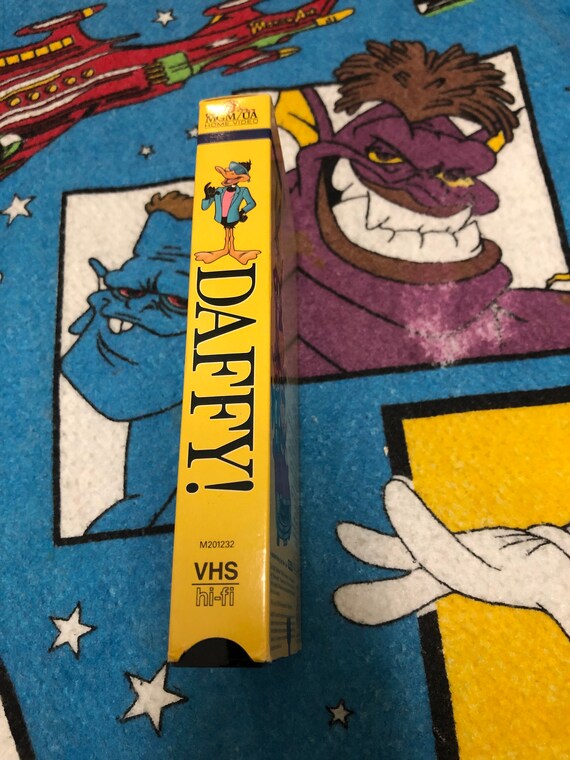 MGM/UA
HOME VIDEO
DAFFY!
M201232
VHS
hi-fi